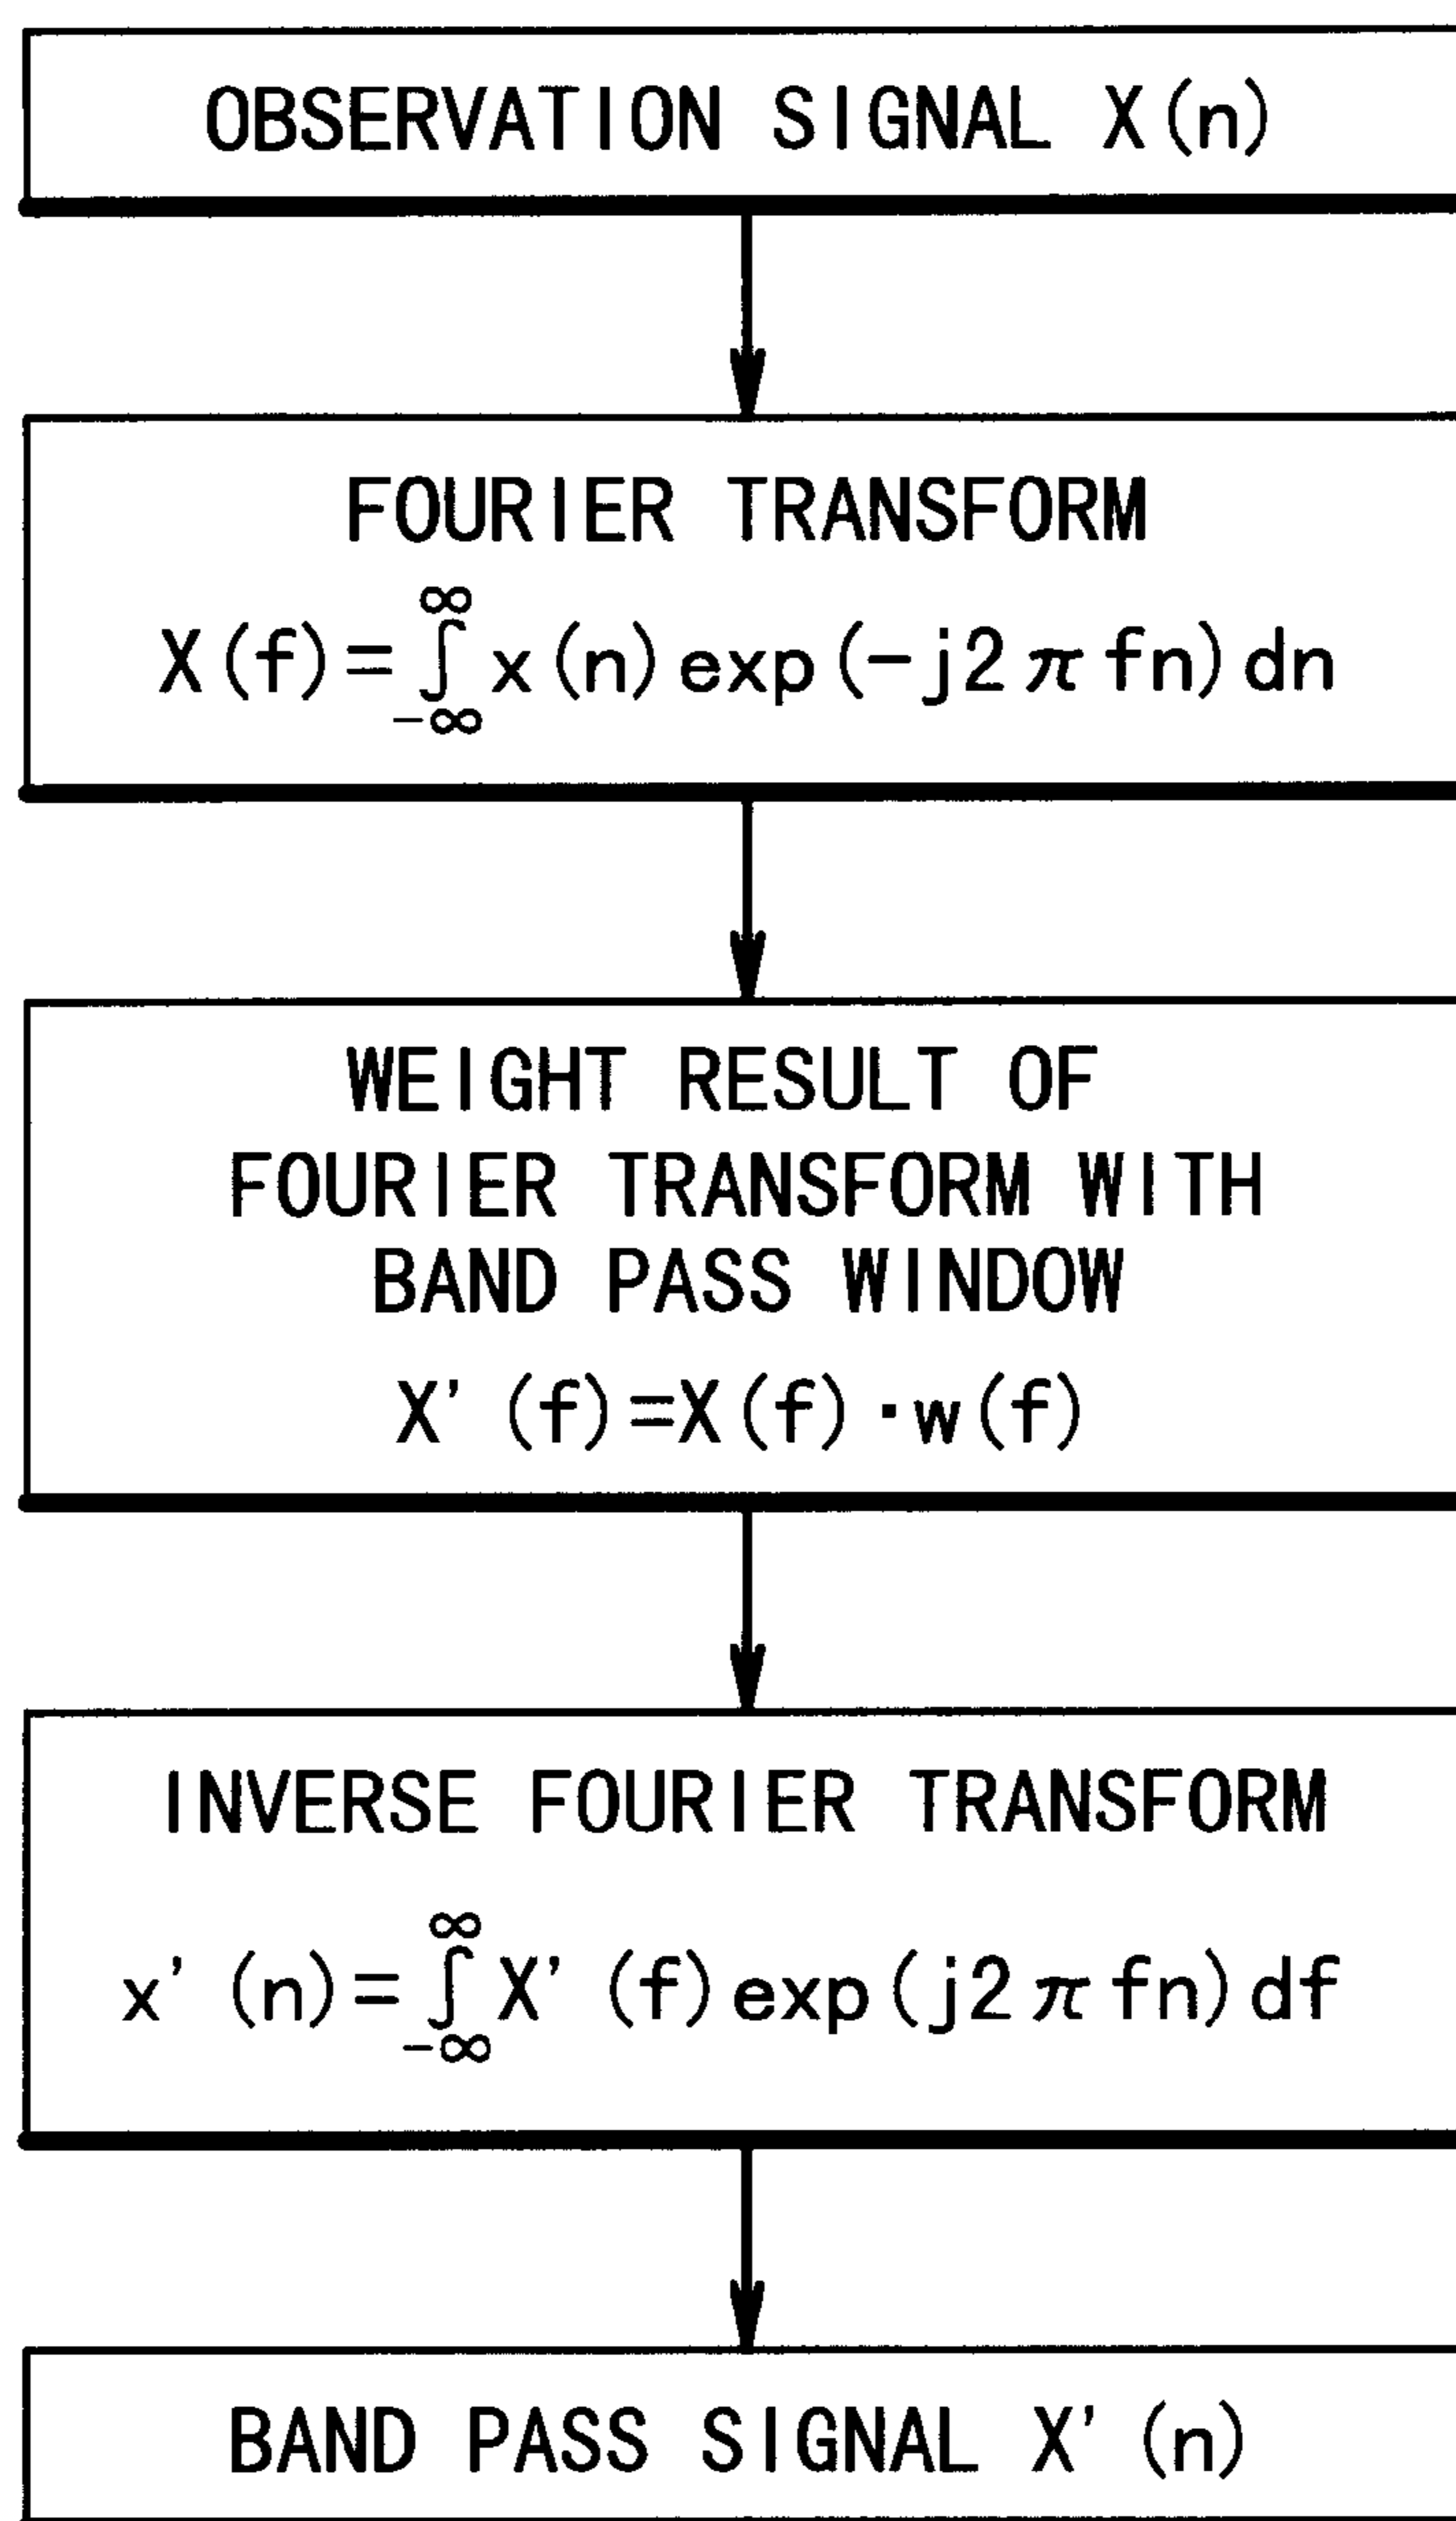 OBSERVATION SIGNAL X(n)
FOURIER TRANSFORM
X(f)=∫_{-∞}^{∞} x(n)exp(-j2πfn)dn
WEIGHT RESULT OF
FOURIER TRANSFORM WITH
BAND PASS WINDOW
X'(f)=X(f)·w(f)
INVERSE FOURIER TRANSFORM
x'(n)=∫_{-∞}^{∞} X'(f)exp(j2πfn)df
BAND PASS SIGNAL X'(n)